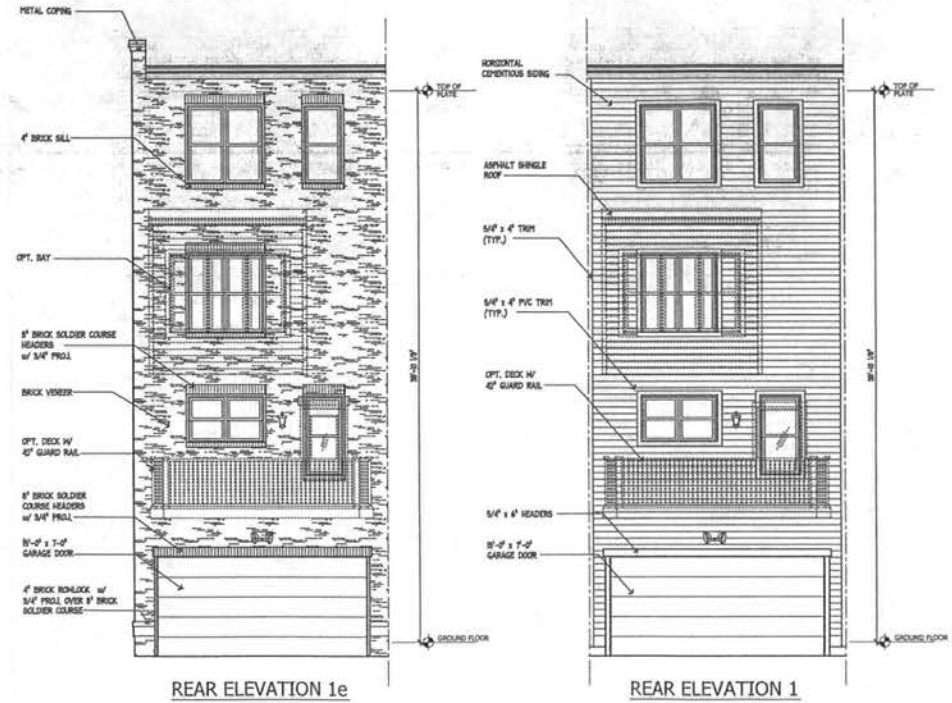 METAL COPING
4" BRICK SILL
OPT. BAY
8" BRICK SOLDIER COURSE
HEADERS
w/ 3/4" PROJ.
BRICK VENEER
OPT. DECK W/
42" GUARD RAIL
8" BRICK SOLDIER
COURSE HEADERS
w/ 3/4" PROJ.
x 7'-0"
GARAGE DOOR
4" BRICK ROWLOCK w/
3/4" PROJ. OVER 8" BRICK
SOLDIER COURSE
TOP OF
PLATE
GROUND FLOOR
REAR ELEVATION 1e
HORIZONTAL
CEMENTIOUS SIDING
ASPHALT SHINGLE
ROOF
5/4" x 4" TRIM
(TYP.)
5/4" x 4" PVC TRIM
(TYP.)
OPT. DECK W/
42" GUARD RAIL
5/4" x 6" HEADERS
x 7'-0"
GARAGE DOOR
TOP OF
PLATE
GROUND FLOOR
REAR ELEVATION 1